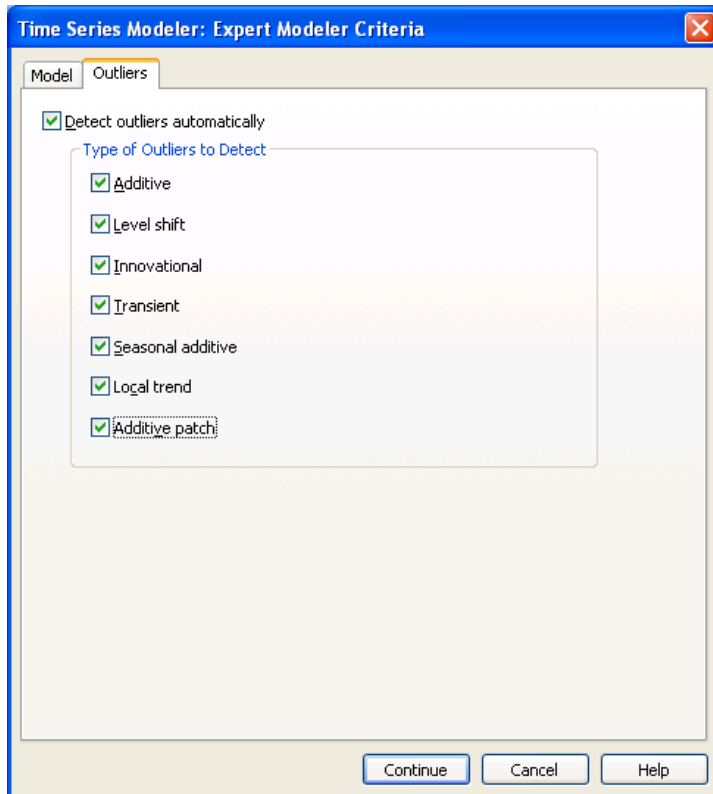 Time Series Modeler: Expert Modeler Criteria
Model Outliers
Detect outliers automatically
Type of Outliers to Detect
Additive
Level shift
Innovational
Transient
Seasonal additive
Local trend
Additive patch
Continue Cancel Help